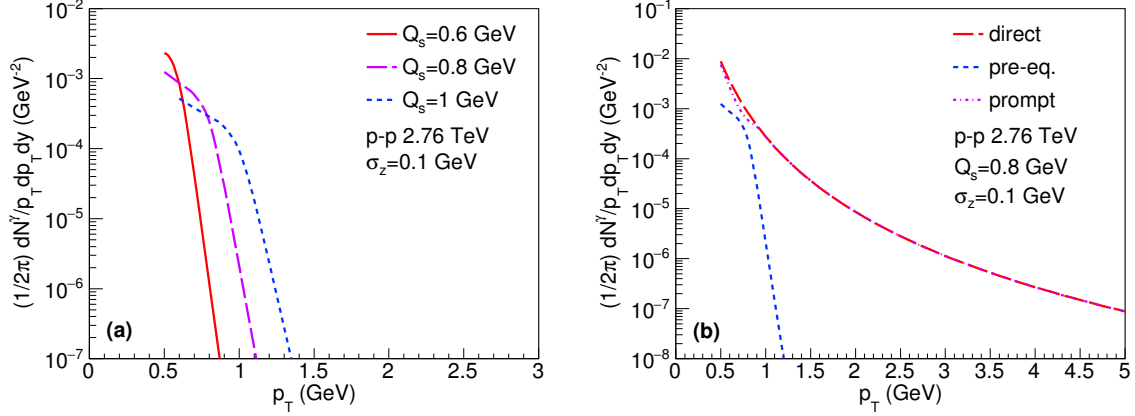 10⁻²
10⁻³
10⁻⁴
10⁻⁵
10⁻⁶
10⁻⁷
(1/2π) dN^γ/p_T dp_T dy (GeV⁻²)
Q_s=0.6 GeV
Q_s=0.8 GeV
Q_s=1 GeV
p-p 2.76 TeV
σ_z=0.1 GeV
(a)
0 0.5 1 1.5 2 2.5 3
p_T (GeV)
10⁻¹
10⁻²
10⁻³
10⁻⁴
10⁻⁵
10⁻⁶
10⁻⁷
10⁻⁸
(1/2π) dN^γ/p_T dp_T dy (GeV⁻²)
direct
pre-eq.
prompt
p-p 2.76 TeV
Q_s=0.8 GeV
σ_z=0.1 GeV
(b)
0 0.5 1 1.5 2 2.5 3 3.5 4 4.5 5
p_T (GeV)